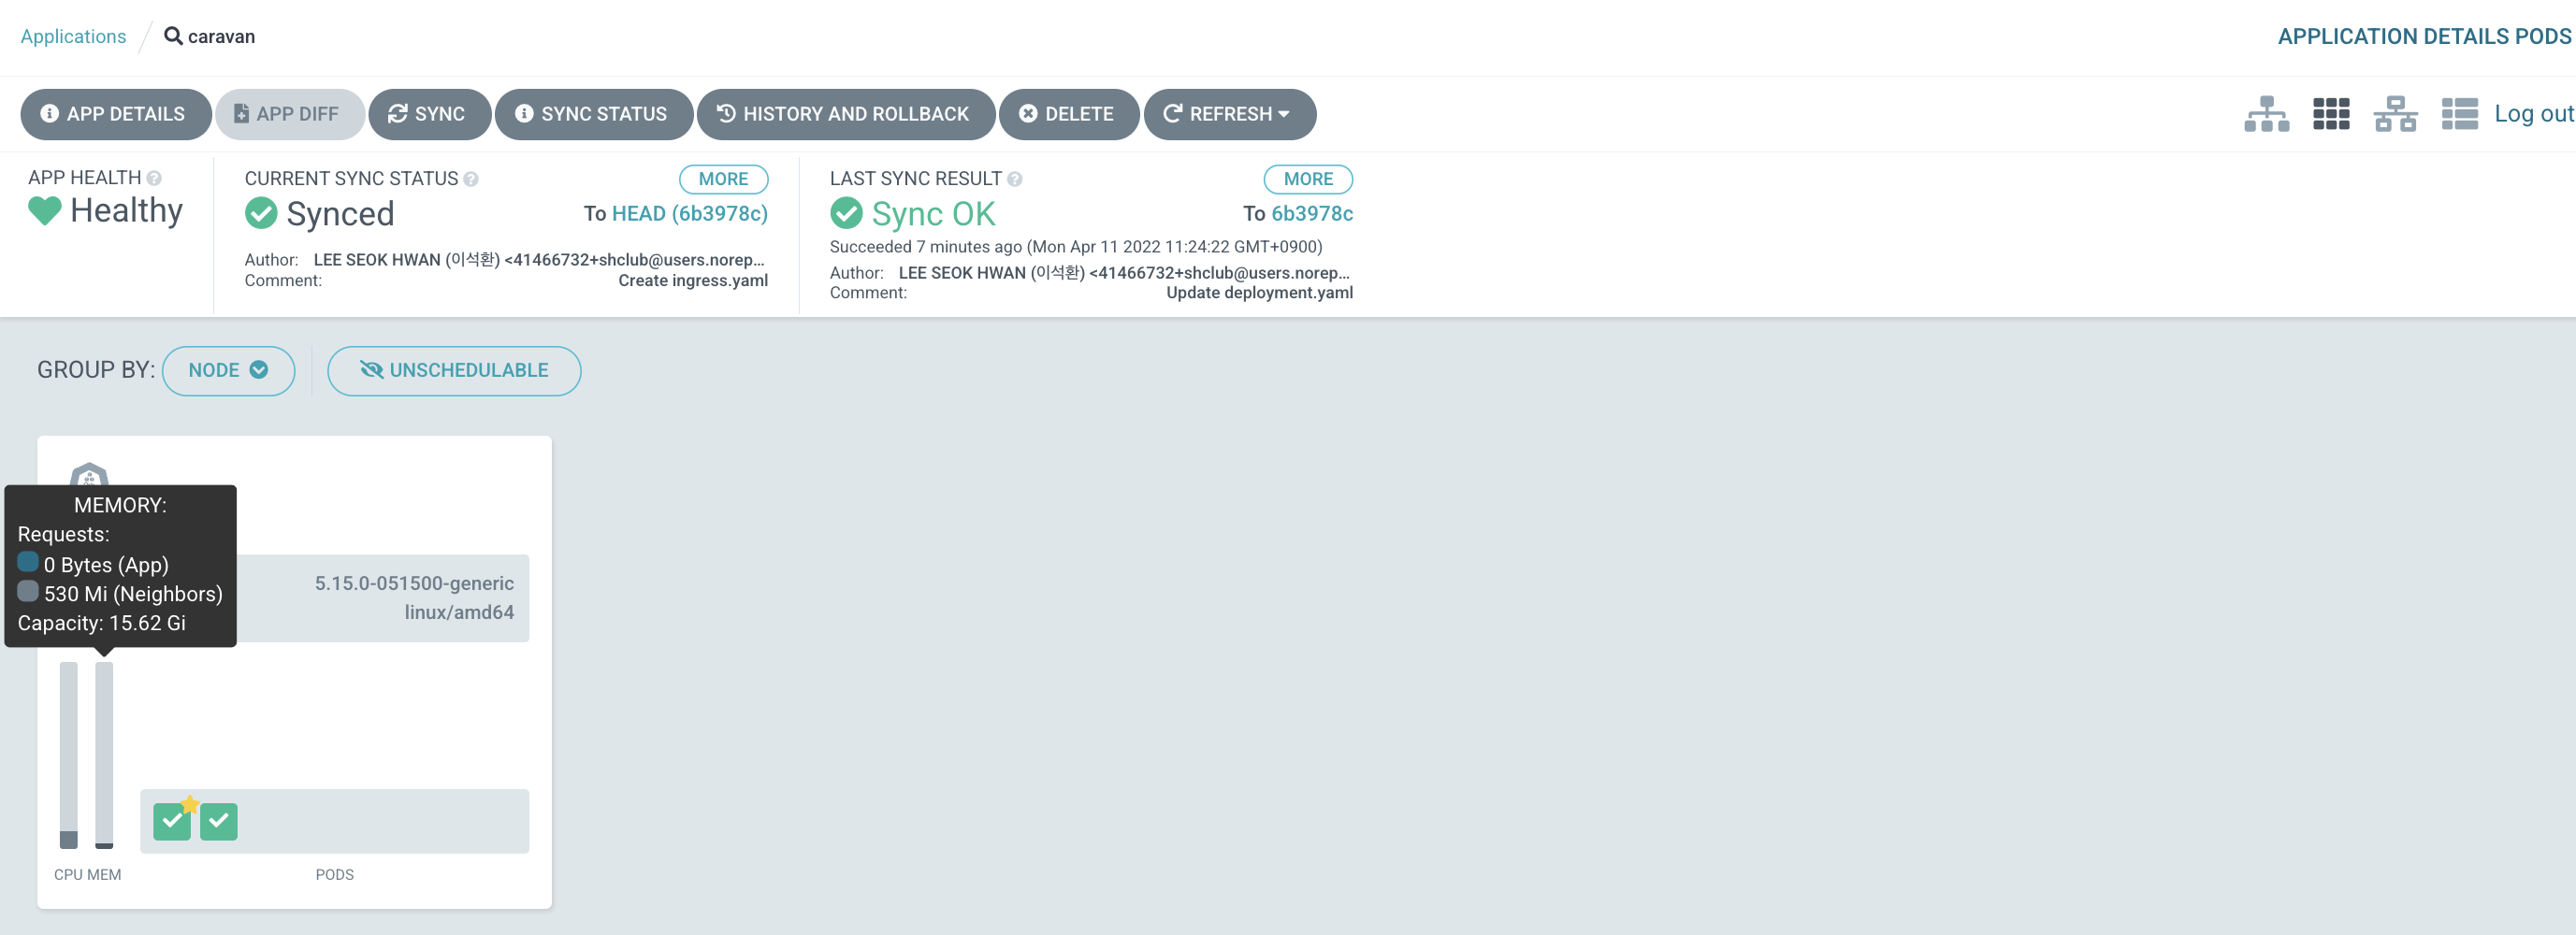 Applications / caravan
APPLICATION DETAILS PODS
APP DETAILS APP DIFF SYNC SYNC STATUS HISTORY AND ROLLBACK DELETE REFRESH
Log out
APP HEALTH ?
Healthy
CURRENT SYNC STATUS ? MORE
Synced To HEAD (6b3978c)
Author: LEE SEOK HWAN (이석환) <41466732+shclub@users.norep...
Comment: Create ingress.yaml
LAST SYNC RESULT ? MORE
Sync OK To 6b3978c
Succeeded 7 minutes ago (Mon Apr 11 2022 11:24:22 GMT+0900)
Author: LEE SEOK HWAN (이석환) <41466732+shclub@users.norep...
Comment: Update deployment.yaml
GROUP BY: NODE UNSCHEDULABLE
MEMORY:
Requests:
0 Bytes (App)
530 Mi (Neighbors)
Capacity: 15.62 Gi
5.15.0-051500-generic
linux/amd64
CPU MEM PODS